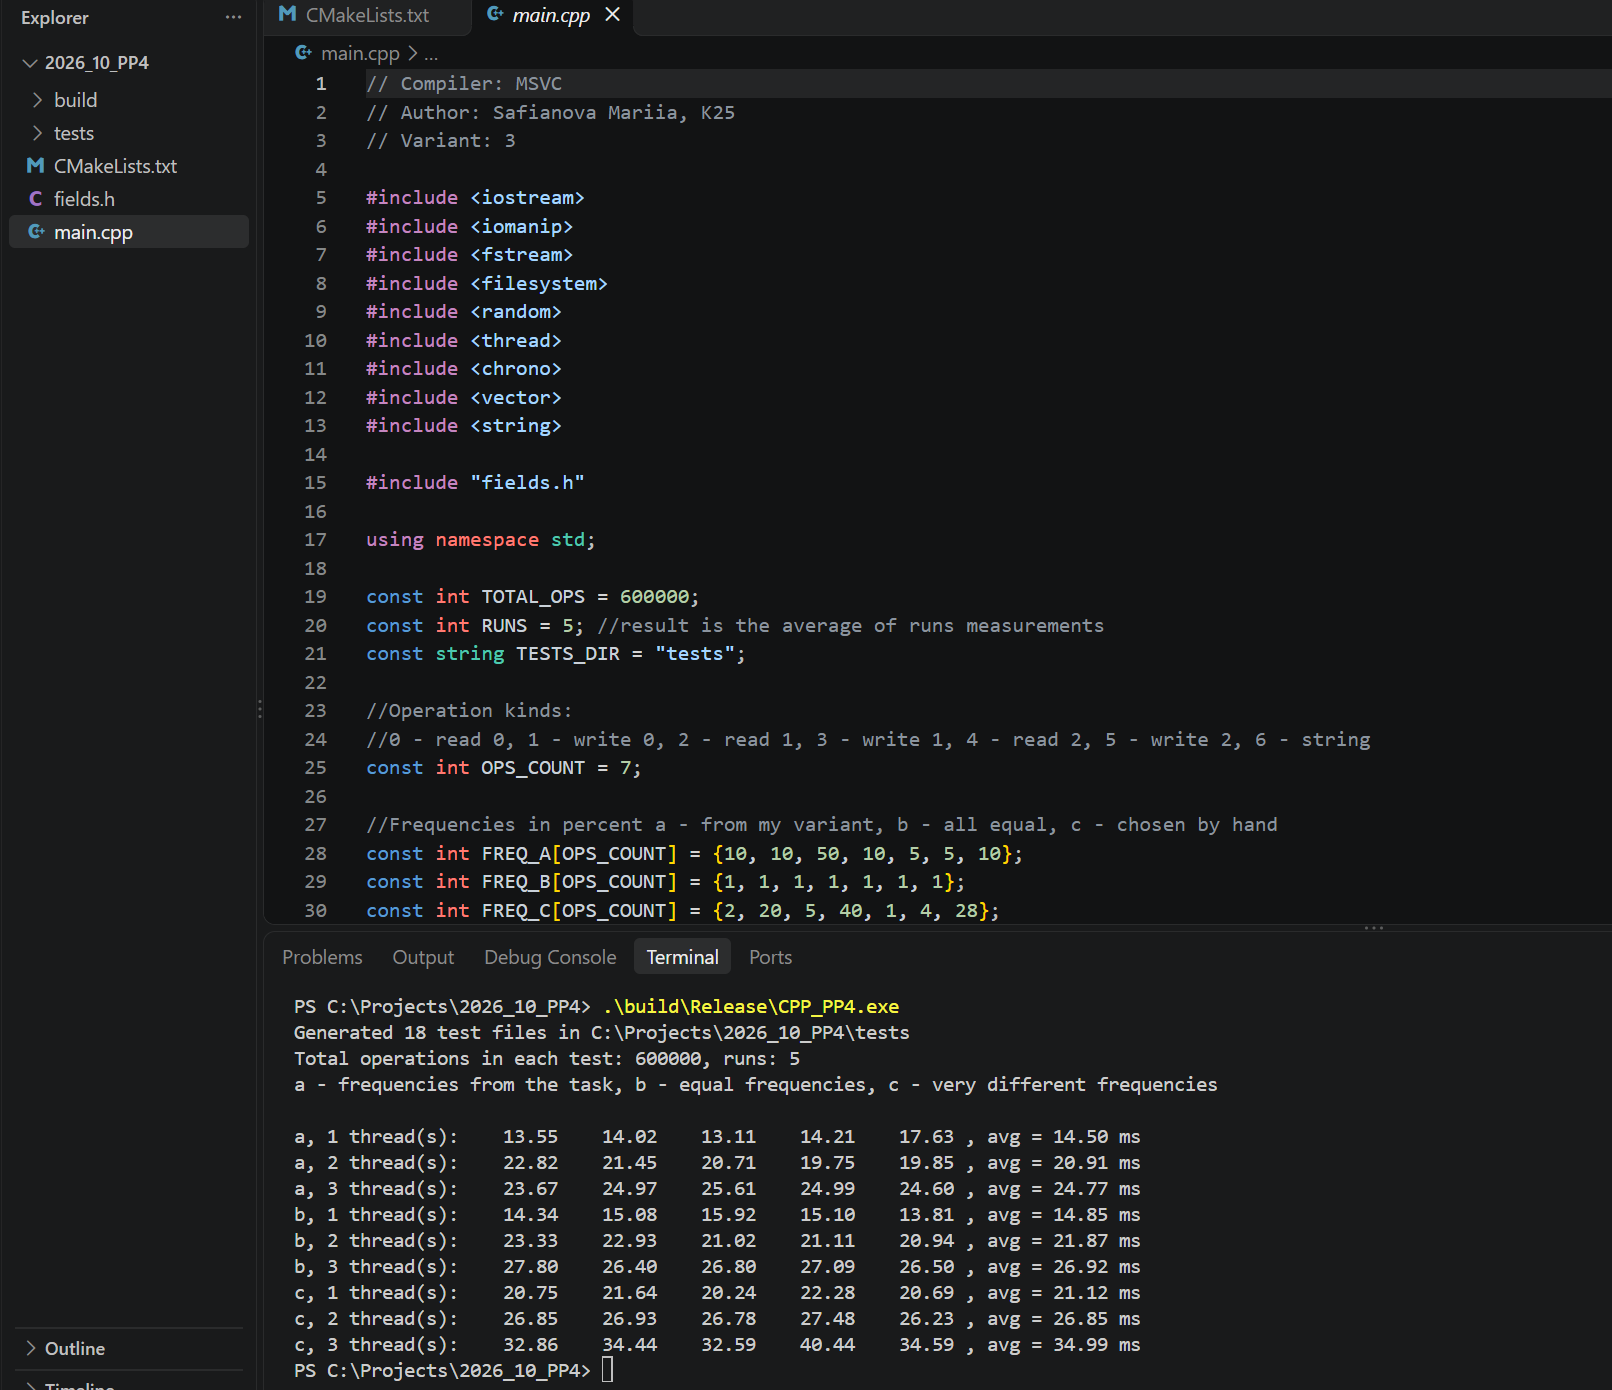 Explorer
2026_10_PP4
build
tests
CMakeLists.txt
fields.h
main.cpp
Outline
Timeline
CMakeLists.txt
main.cpp
main.cpp > ...
1 // Compiler: MSVC
2 // Author: Safianova Mariia, K25
3 // Variant: 3
4
5 #include <iostream>
6 #include <iomanip>
7 #include <fstream>
8 #include <filesystem>
9 #include <random>
10 #include <thread>
11 #include <chrono>
12 #include <vector>
13 #include <string>
14
15 #include "fields.h"
16
17 using namespace std;
18
19 const int TOTAL_OPS = 600000;
20 const int RUNS = 5; //result is the average of runs measurements
21 const string TESTS_DIR = "tests";
22
23 //Operation kinds:
24 //0 - read 0, 1 - write 0, 2 - read 1, 3 - write 1, 4 - read 2, 5 - write 2, 6 - string
25 const int OPS_COUNT = 7;
26
27 //Frequencies in percent a - from my variant, b - all equal, c - chosen by hand
28 const int FREQ_A[OPS_COUNT] = {10, 10, 50, 10, 5, 5, 10};
29 const int FREQ_B[OPS_COUNT] = {1, 1, 1, 1, 1, 1, 1};
30 const int FREQ_C[OPS_COUNT] = {2, 20, 5, 40, 1, 4, 28};
Problems Output Debug Console Terminal Ports
PS C:\Projects\2026_10_PP4> .\build\Release\CPP_PP4.exe
Generated 18 test files in C:\Projects\2026_10_PP4\tests
Total operations in each test: 600000, runs: 5
a - frequencies from the task, b - equal frequencies, c - very different frequencies
a, 1 thread(s): 13.55 14.02 13.11 14.21 17.63 , avg = 14.50 ms
a, 2 thread(s): 22.82 21.45 20.71 19.75 19.85 , avg = 20.91 ms
a, 3 thread(s): 23.67 24.97 25.61 24.99 24.60 , avg = 24.77 ms
b, 1 thread(s): 14.34 15.08 15.92 15.10 13.81 , avg = 14.85 ms
b, 2 thread(s): 23.33 22.93 21.02 21.11 20.94 , avg = 21.87 ms
b, 3 thread(s): 27.80 26.40 26.80 27.09 26.50 , avg = 26.92 ms
c, 1 thread(s): 20.75 21.64 20.24 22.28 20.69 , avg = 21.12 ms
c, 2 thread(s): 26.85 26.93 26.78 27.48 26.23 , avg = 26.85 ms
c, 3 thread(s): 32.86 34.44 32.59 40.44 34.59 , avg = 34.99 ms
PS C:\Projects\2026_10_PP4>